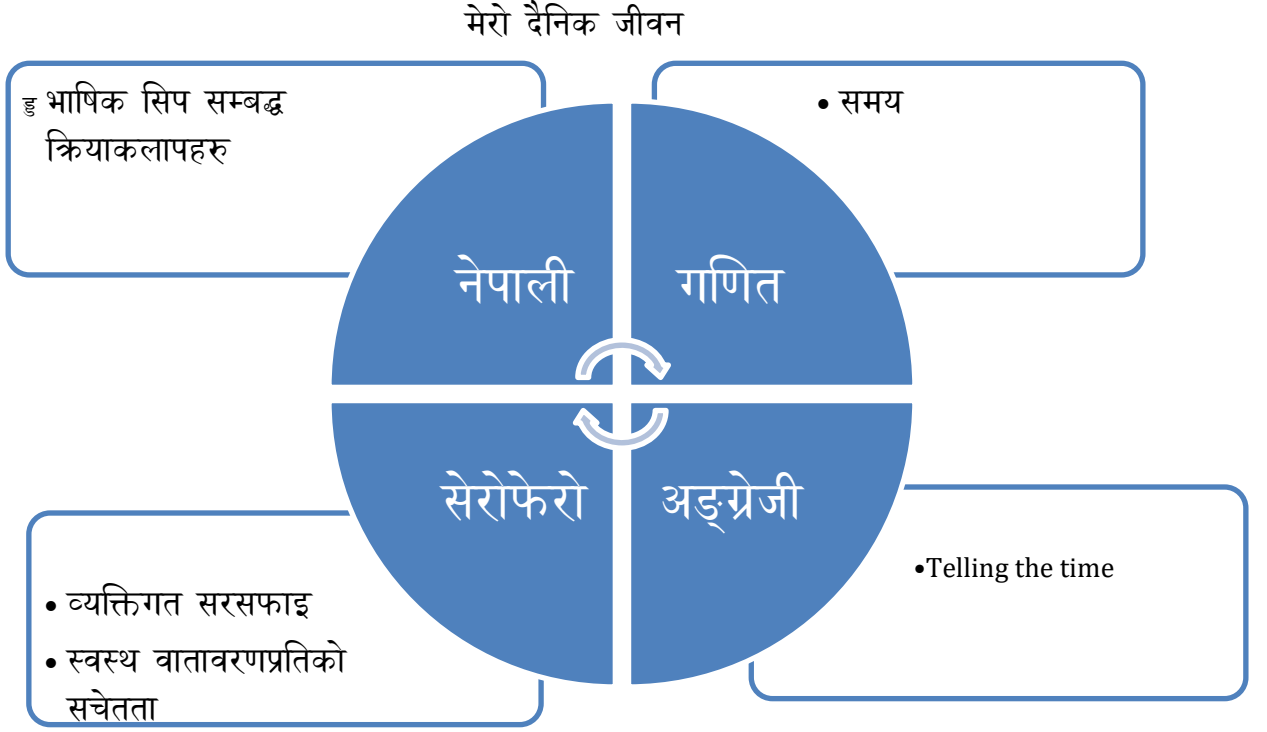 मेरो दैनिक जीवन
ड्ड भाषिक सिप सम्बद्ध
क्रियाकलापहरु
• समय
नेपाली
गणित
सेरोफेरो
अङ्ग्रेजी
• व्यक्तिगत सरसफाइ
• स्वस्थ वातावरणप्रतिको
सचेतता
•Telling the time